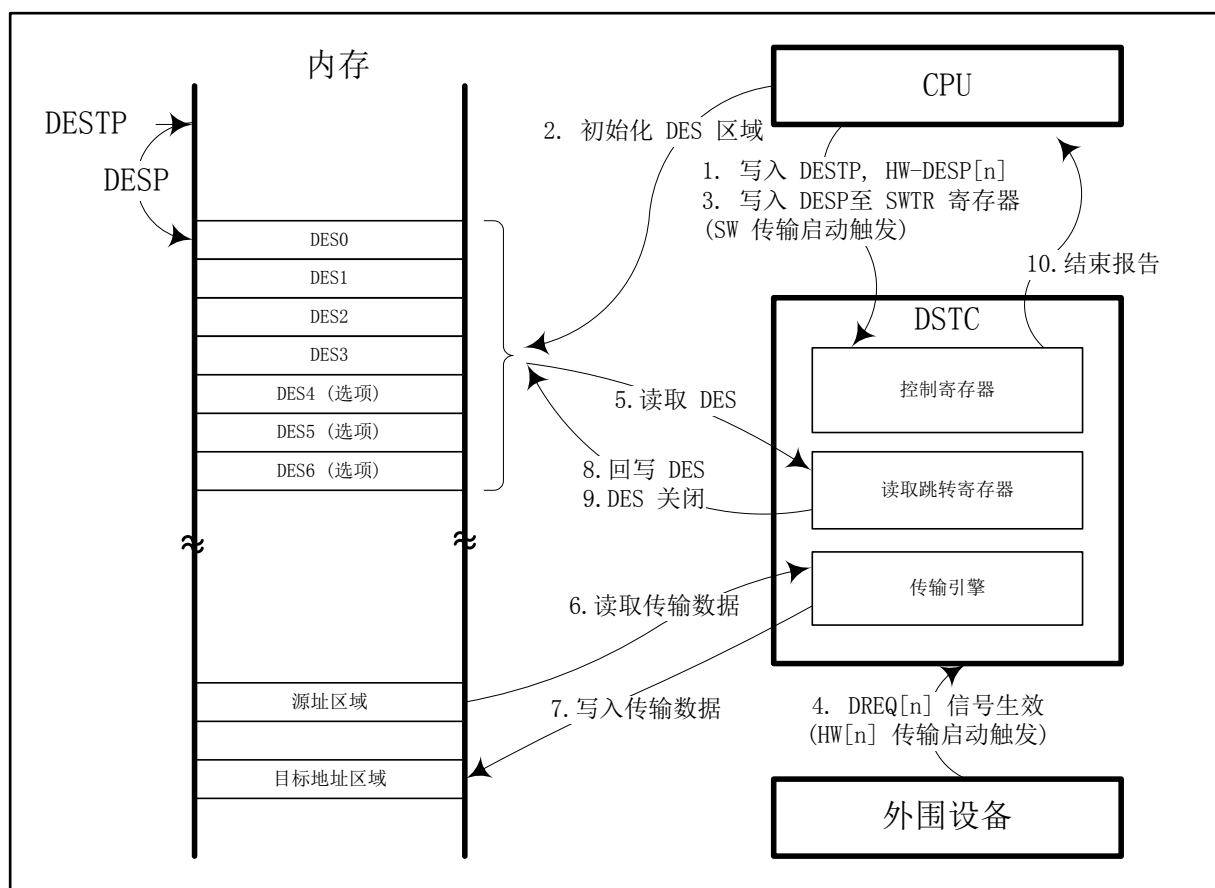 内存
DESTP
DESP
DES0
DES1
DES2
DES3
DES4 (选项)
DES5 (选项)
DES6 (选项)
源址区域
目标地址区域
CPU
2. 初始化 DES 区域
1. 写入 DESTP, HW-DESP[n]
3. 写入 DESP至 SWTR 寄存器
(SW 传输启动触发)
10.结束报告
DSTC
控制寄存器
5.读取 DES
8.回写 DES
9.DES 关闭
读取跳转寄存器
传输引擎
6.读取传输数据
7.写入传输数据
4. DREQ[n] 信号生效
(HW[n] 传输启动触发)
外围设备